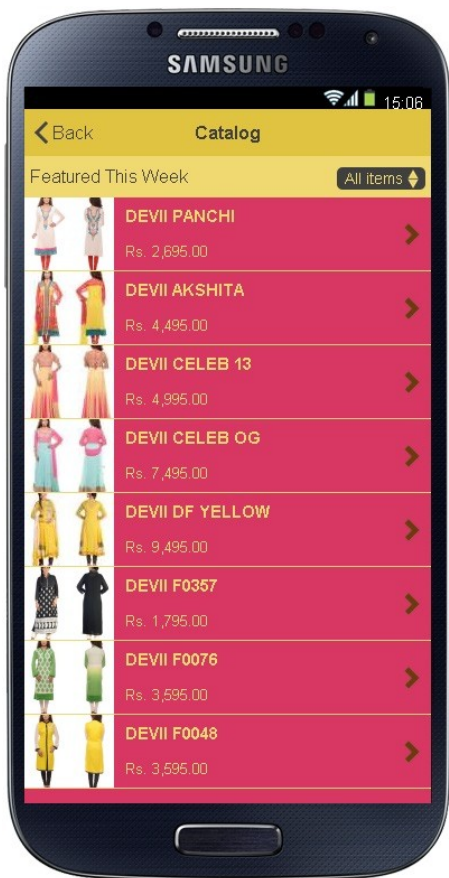 SAMSUNG
15:06
Back
Catalog
Featured This Week
All items
DEVII PANCHI
Rs. 2,695.00
DEVII AKSHITA
Rs. 4,495.00
DEVII CELEB 13
Rs. 4,995.00
DEVII CELEB OG
Rs. 7,495.00
DEVII DF YELLOW
Rs. 9,495.00
DEVII F0357
Rs. 1,795.00
DEVII F0076
Rs. 3,595.00
DEVII F0048
Rs. 3,595.00